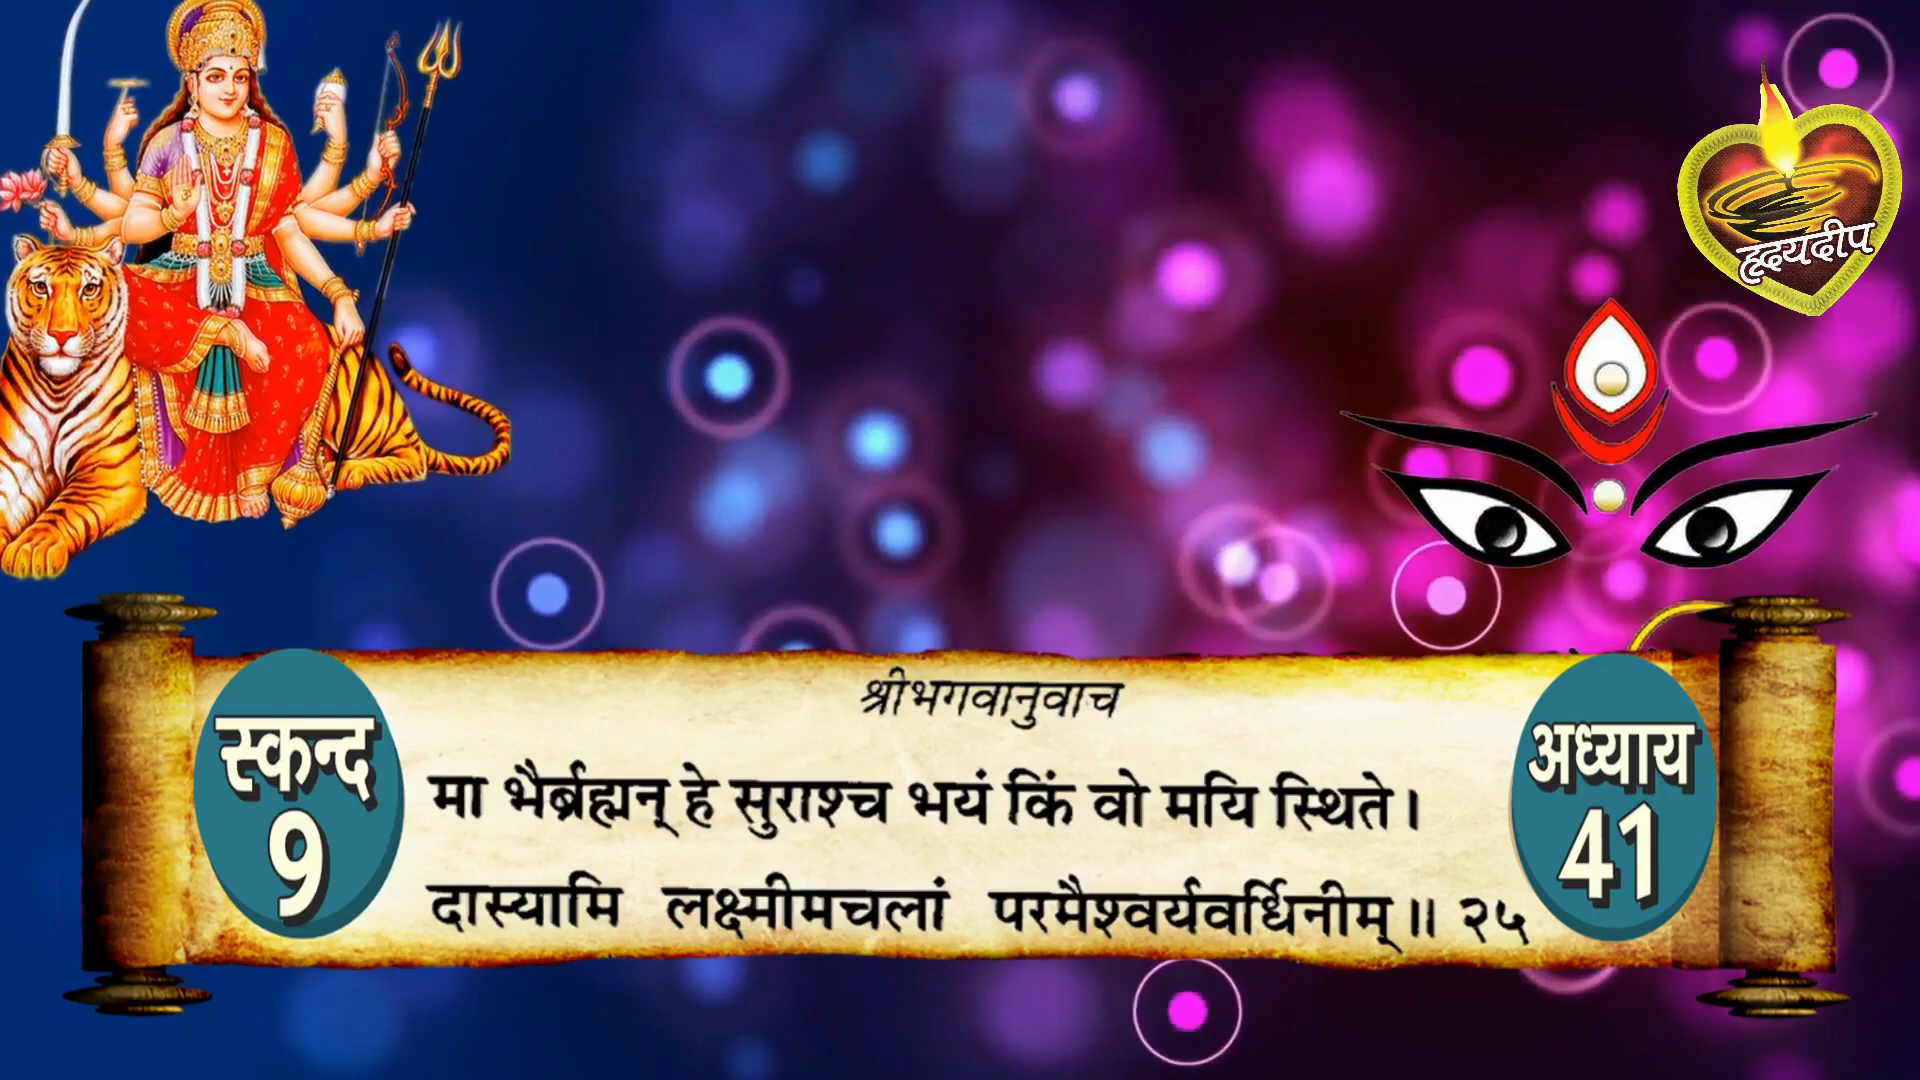 हृदयदीप
श्रीभगवानुवाच
स्कन्द
9
मा भैर्ब्रह्मन् हे सुराश्च भयं किं वो मयि स्थिते।
दास्यामि लक्ष्मीमचलां परमैश्वर्यवर्धिनीम्॥ २५
अध्याय
41